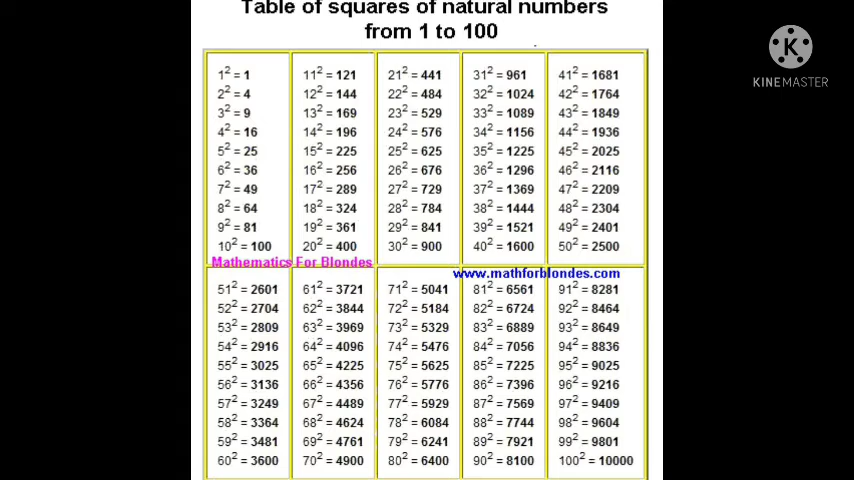 Table of squares of natural numbers
from 1 to 100
K
KINEMASTER
1² = 1 11² = 121 21² = 441 31² = 961 41² = 1681
2² = 4 12² = 144 22² = 484 32² = 1024 42² = 1764
3² = 9 13² = 169 23² = 529 33² = 1089 43² = 1849
4² = 16 14² = 196 24² = 576 34² = 1156 44² = 1936
5² = 25 15² = 225 25² = 625 35² = 1225 45² = 2025
6² = 36 16² = 256 26² = 676 36² = 1296 46² = 2116
7² = 49 17² = 289 27² = 729 37² = 1369 47² = 2209
8² = 64 18² = 324 28² = 784 38² = 1444 48² = 2304
9² = 81 19² = 361 29² = 841 39² = 1521 49² = 2401
10² = 100 20² = 400 30² = 900 40² = 1600 50² = 2500
Mathematics For Blondes
www.mathforblondes.com
51² = 2601 61² = 3721 71² = 5041 81² = 6561 91² = 8281
52² = 2704 62² = 3844 72² = 5184 82² = 6724 92² = 8464
53² = 2809 63² = 3969 73² = 5329 83² = 6889 93² = 8649
54² = 2916 64² = 4096 74² = 5476 84² = 7056 94² = 8836
55² = 3025 65² = 4225 75² = 5625 85² = 7225 95² = 9025
56² = 3136 66² = 4356 76² = 5776 86² = 7396 96² = 9216
57² = 3249 67² = 4489 77² = 5929 87² = 7569 97² = 9409
58² = 3364 68² = 4624 78² = 6084 88² = 7744 98² = 9604
59² = 3481 69² = 4761 79² = 6241 89² = 7921 99² = 9801
60² = 3600 70² = 4900 80² = 6400 90² = 8100 100² = 10000